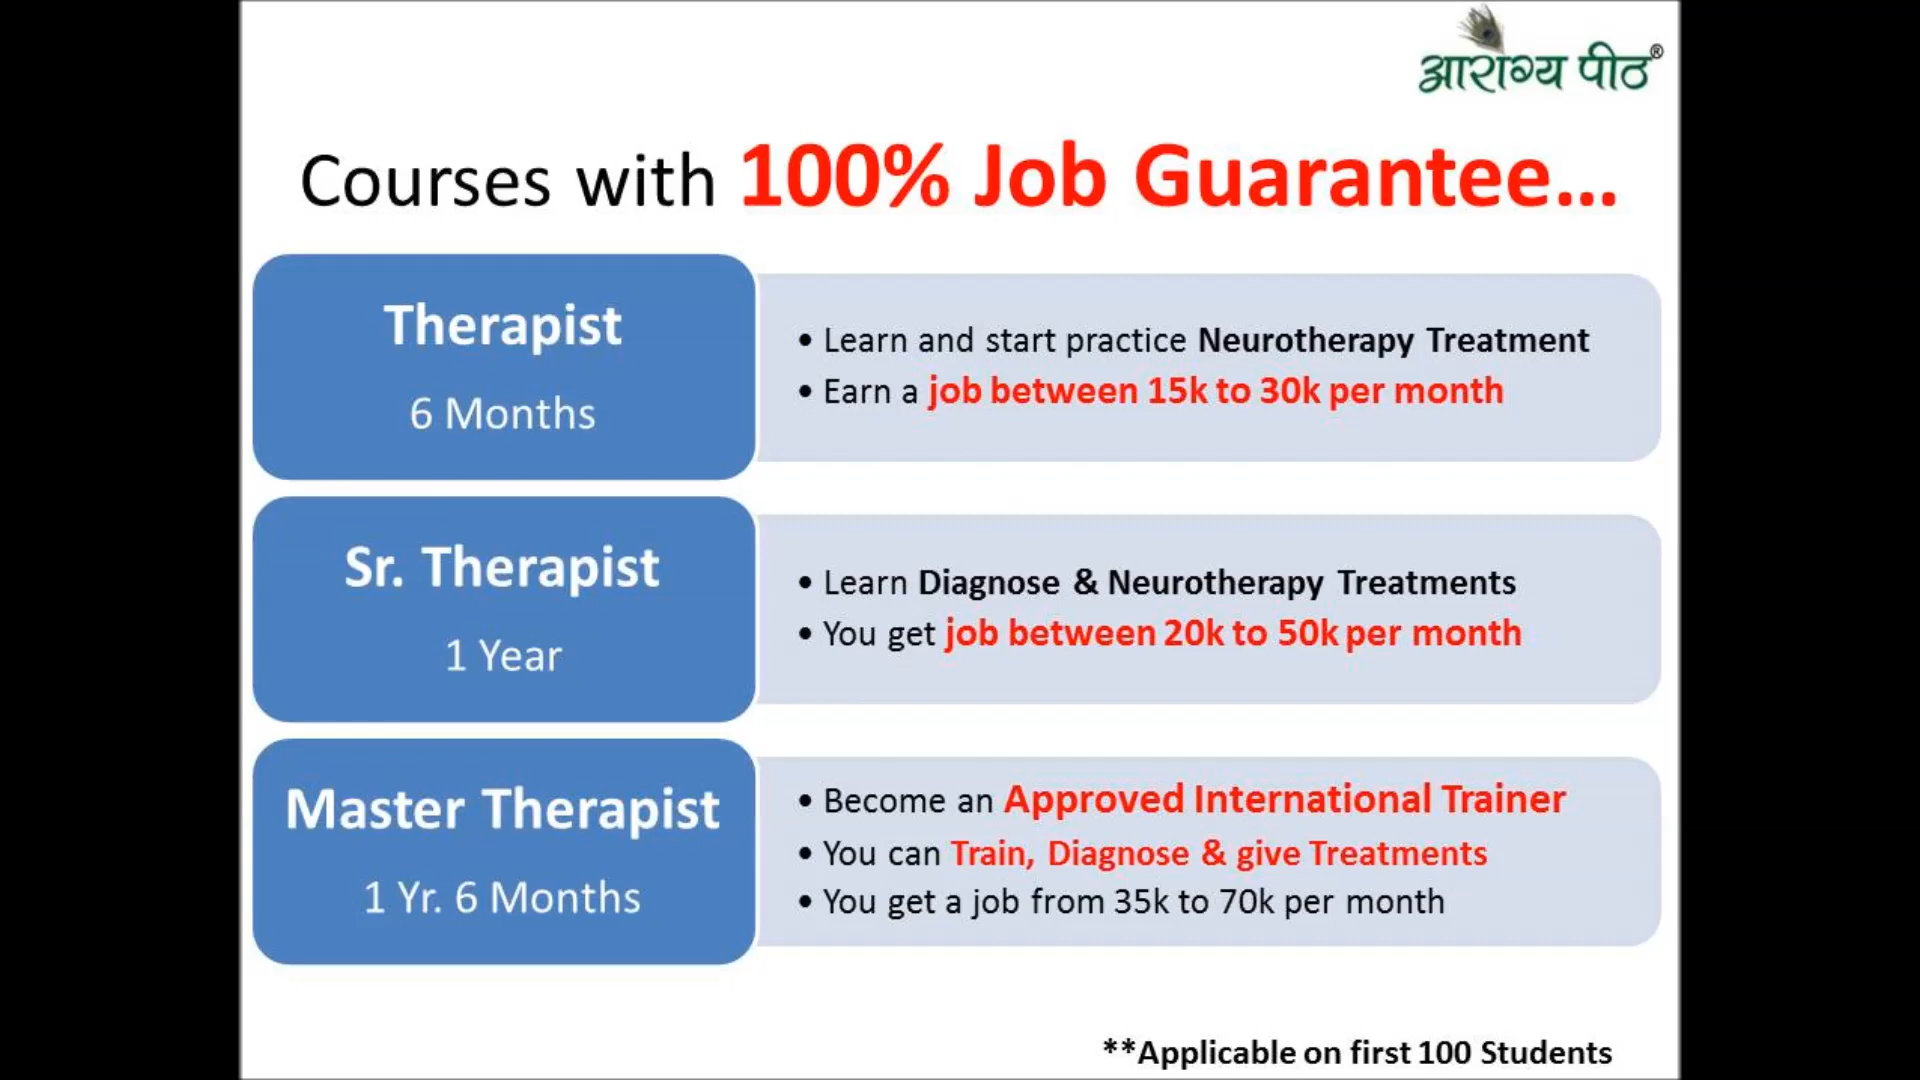 आरोग्य पीठ®
Courses with 100% Job Guarantee...
Therapist
6 Months
• Learn and start practice Neurotherapy Treatment
• Earn a job between 15k to 30k per month
Sr. Therapist
1 Year
• Learn Diagnose & Neurotherapy Treatments
• You get job between 20k to 50k per month
Master Therapist
1 Yr. 6 Months
• Become an Approved International Trainer
• You can Train, Diagnose & give Treatments
• You get a job from 35k to 70k per month
**Applicable on first 100 Students